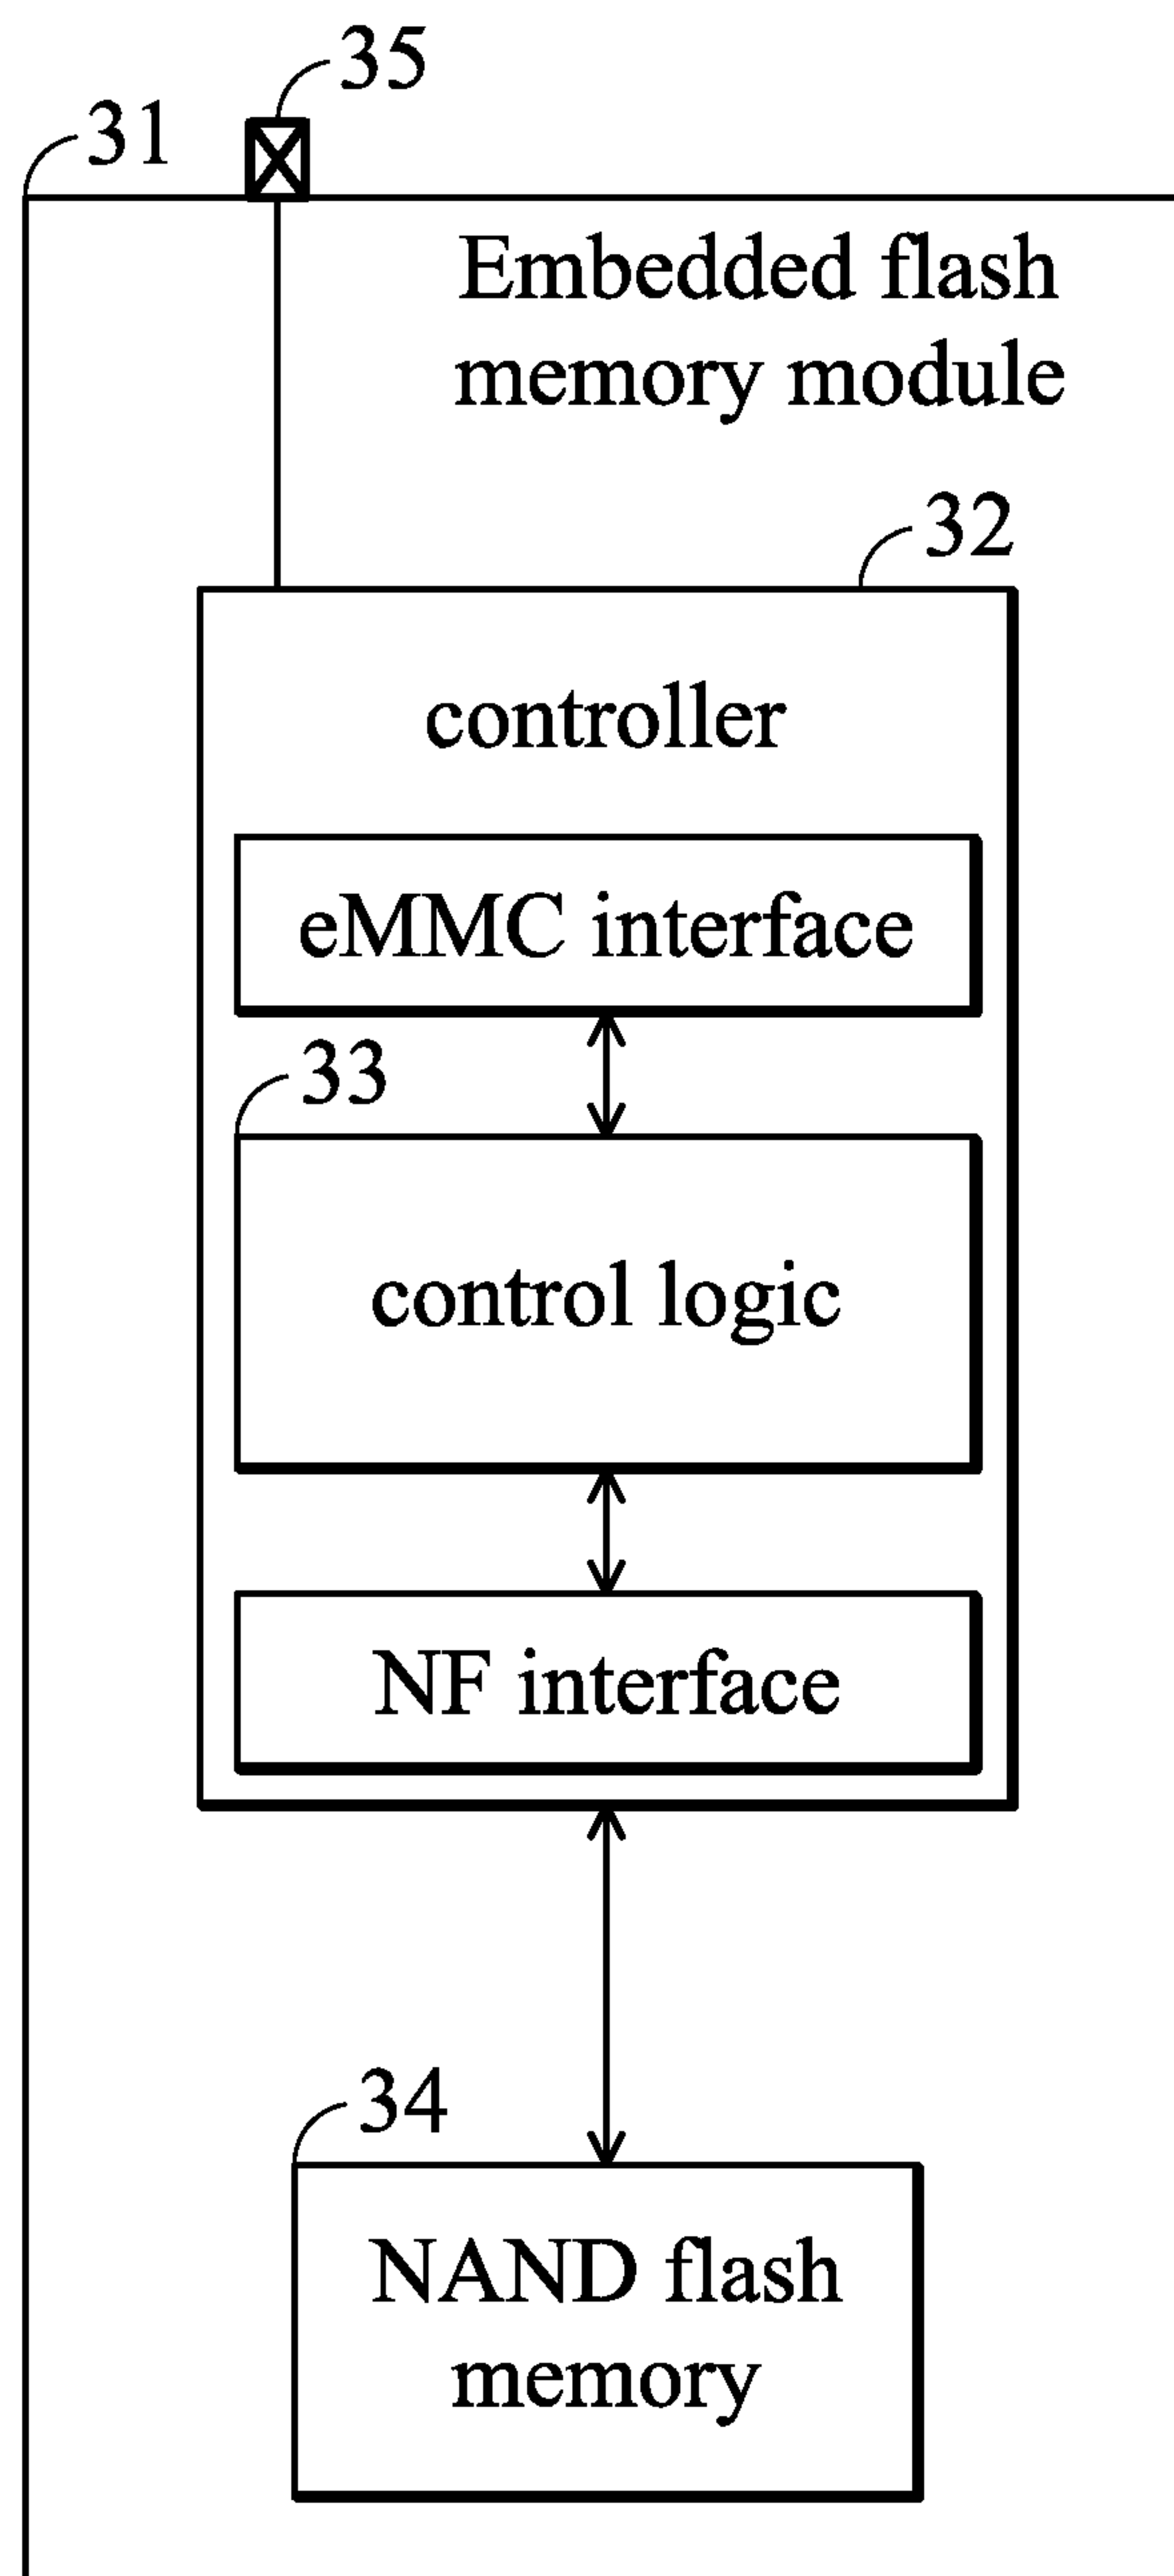 35
31
Embedded flash
memory module
32
controller
eMMC interface
33
control logic
NF interface
34
NAND flash
memory